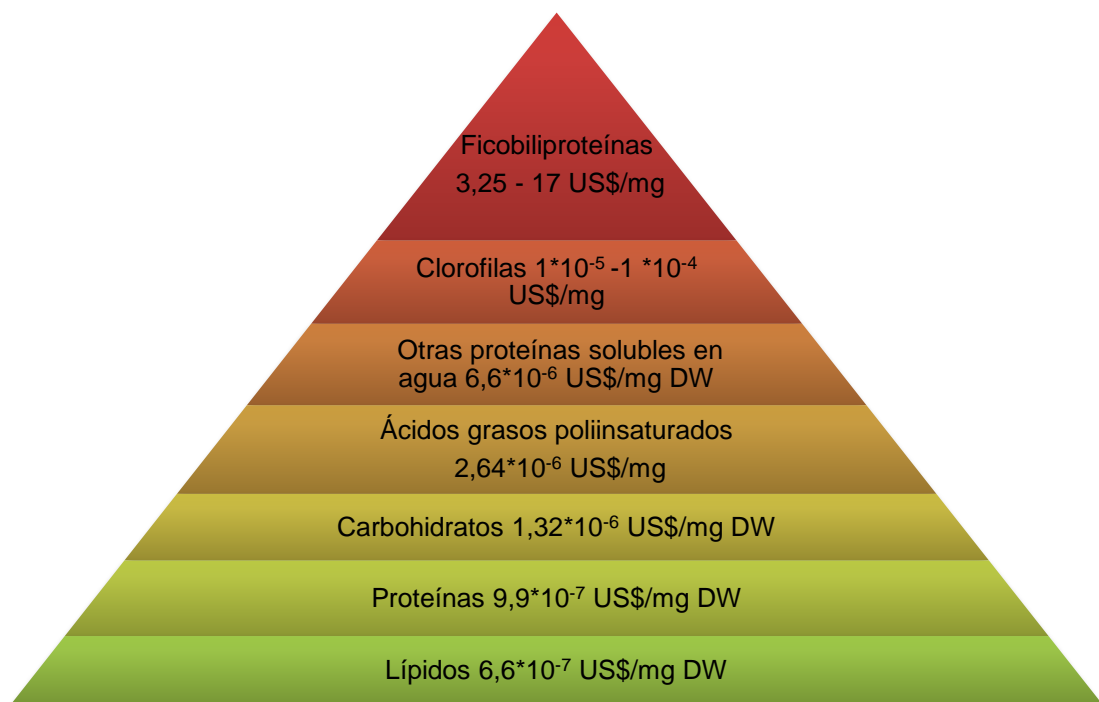 Ficobiliproteínas
3,25 - 17 US$/mg
Clorofilas 1*10⁻⁵ -1 *10⁻⁴
US$/mg
Otras proteínas solubles en
agua 6,6*10⁻⁶ US$/mg DW
Ácidos grasos poliinsaturados
2,64*10⁻⁶ US$/mg
Carbohidratos 1,32*10⁻⁶ US$/mg DW
Proteínas 9,9*10⁻⁷ US$/mg DW
Lípidos 6,6*10⁻⁷ US$/mg DW